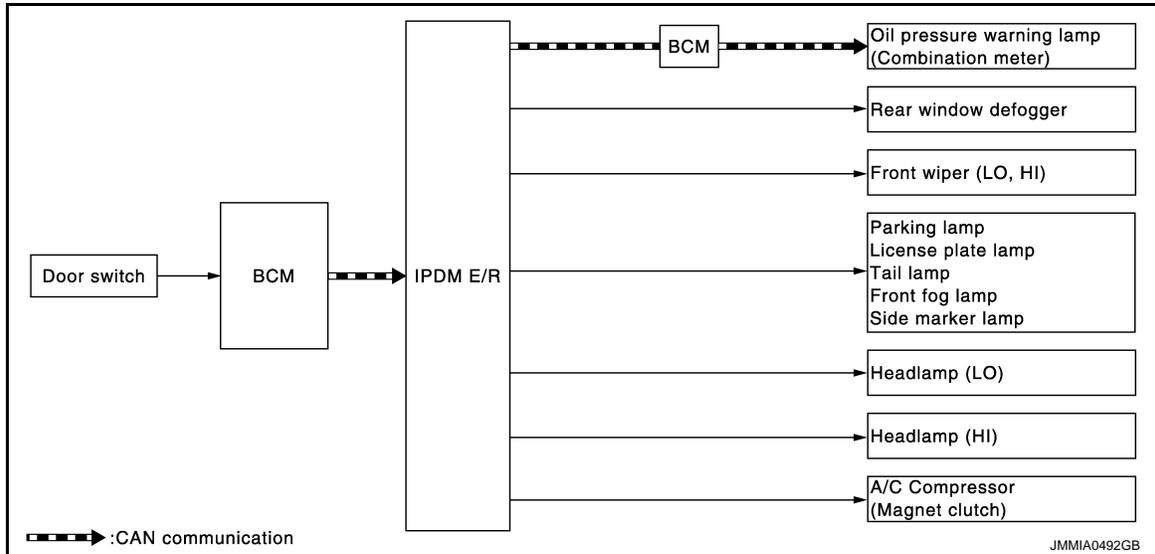 Door switch
BCM
IPDM E/R
BCM
Oil pressure warning lamp
(Combination meter)
Rear window defogger
Front wiper (LO, HI)
Parking lamp
License plate lamp
Tail lamp
Front fog lamp
Side marker lamp
Headlamp (LO)
Headlamp (HI)
A/C Compressor
(Magnet clutch)
:CAN communication
JMMIA0492GB